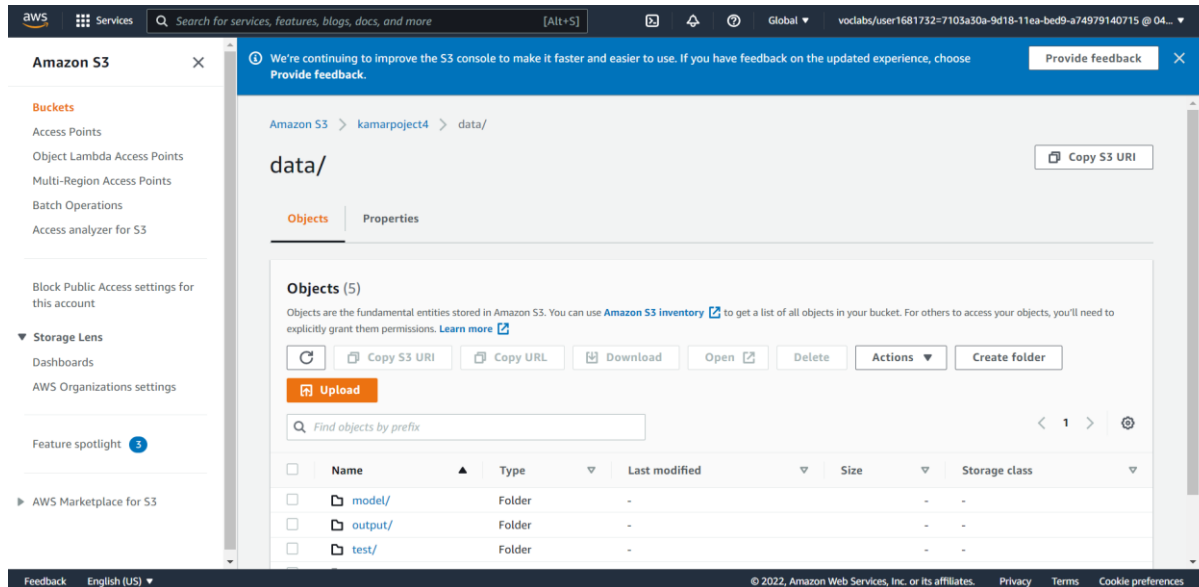 aws Services Search for services, features, blogs, docs, and more [Alt+S] Global ▼ voclabs/user1681732=7103a30a-9d18-11ea-bed9-a74979140715 @ 04... ▼
Amazon S3
Buckets
Access Points
Object Lambda Access Points
Multi-Region Access Points
Batch Operations
Access analyzer for S3
Block Public Access settings for
this account
Storage Lens
Dashboards
AWS Organizations settings
Feature spotlight 3
AWS Marketplace for S3
We're continuing to improve the S3 console to make it faster and easier to use. If you have feedback on the updated experience, choose
Provide feedback.
Provide feedback
Amazon S3 > kamarpoject4 > data/
data/
Copy S3 URI
Objects Properties
Objects (5)
Objects are the fundamental entities stored in Amazon S3. You can use Amazon S3 inventory to get a list of all objects in your bucket. For others to access your objects, you'll need to
explicitly grant them permissions. Learn more
Copy S3 URI Copy URL Download Open Delete Actions ▼ Create folder
Upload
Find objects by prefix
< 1 >
Name Type Last modified Size Storage class
model/ Folder - - -
output/ Folder - - -
test/ Folder - - -
Feedback English (US) ▼ © 2022, Amazon Web Services, Inc. or its affiliates. Privacy Terms Cookie preferences